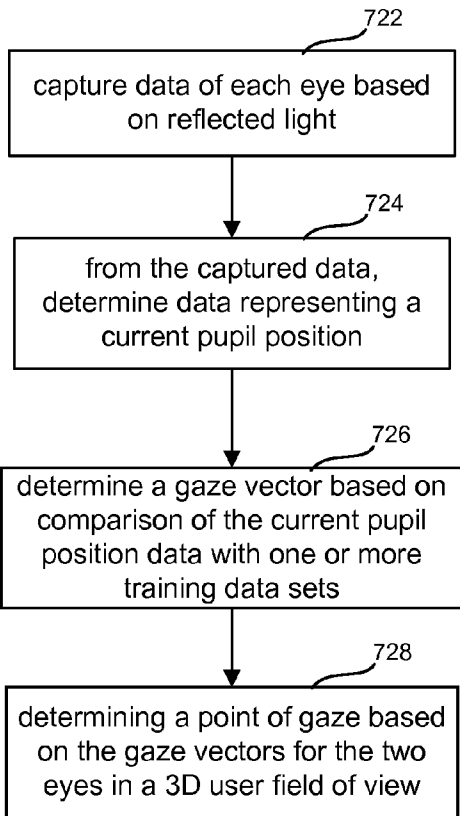 722
capture data of each eye based
on reflected light
724
from the captured data,
determine data representing a
current pupil position
726
determine a gaze vector based on
comparison of the current pupil
position data with one or more
training data sets
728
determining a point of gaze based
on the gaze vectors for the two
eyes in a 3D user field of view